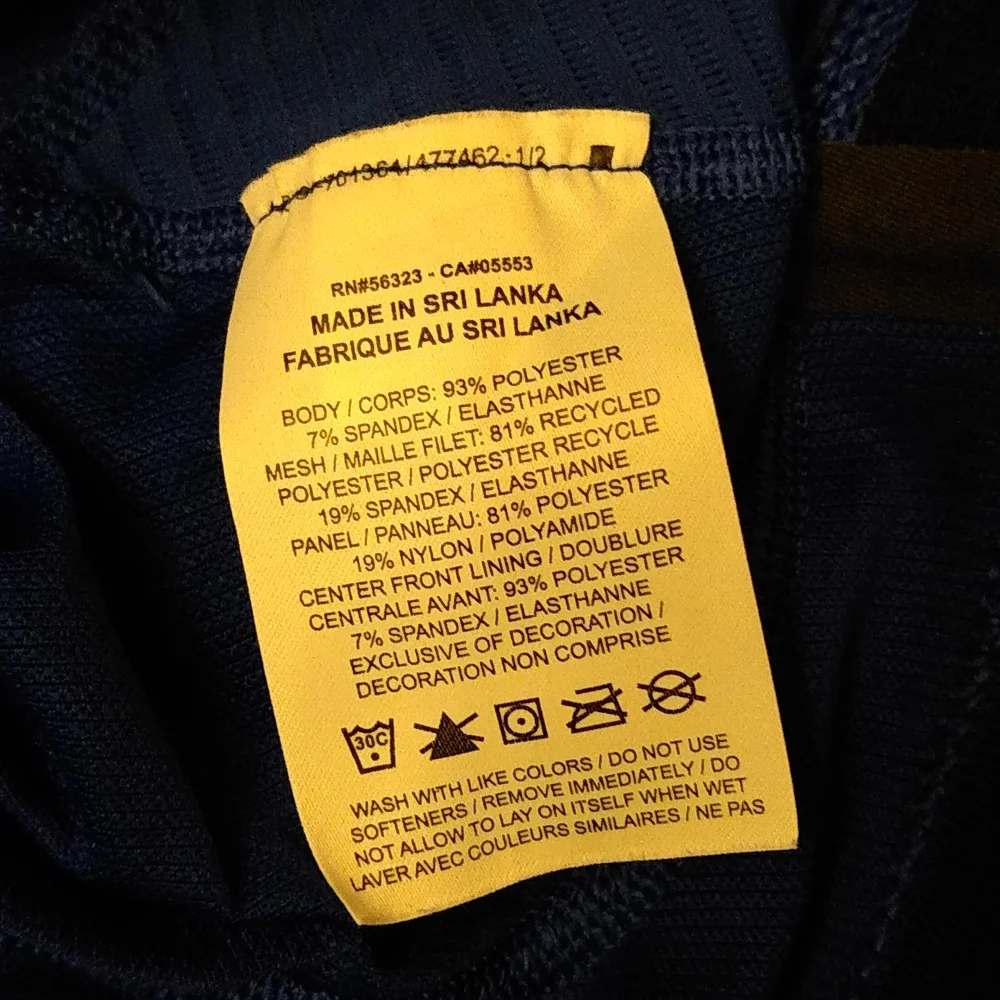 701364/477462-1/2
RN#56323 - CA#05553
MADE IN SRI LANKA
FABRIQUE AU SRI LANKA
BODY / CORPS: 93% POLYESTER
7% SPANDEX / ELASTHANNE
MESH / MAILLE FILET: 81% RECYCLED
POLYESTER / POLYESTER RECYCLE
19% SPANDEX / ELASTHANNE
PANEL / PANNEAU: 81% POLYESTER
19% NYLON / POLYAMIDE
CENTER FRONT LINING / DOUBLURE
CENTRALE AVANT: 93% POLYESTER
7% SPANDEX / ELASTHANNE
EXCLUSIVE OF DECORATION /
DECORATION NON COMPRISE
30C
WASH WITH LIKE COLORS / DO NOT USE
SOFTENERS / REMOVE IMMEDIATELY / DO
NOT ALLOW TO LAY ON ITSELF WHEN WET
LAVER AVEC COULEURS SIMILAIRES / NE PAS